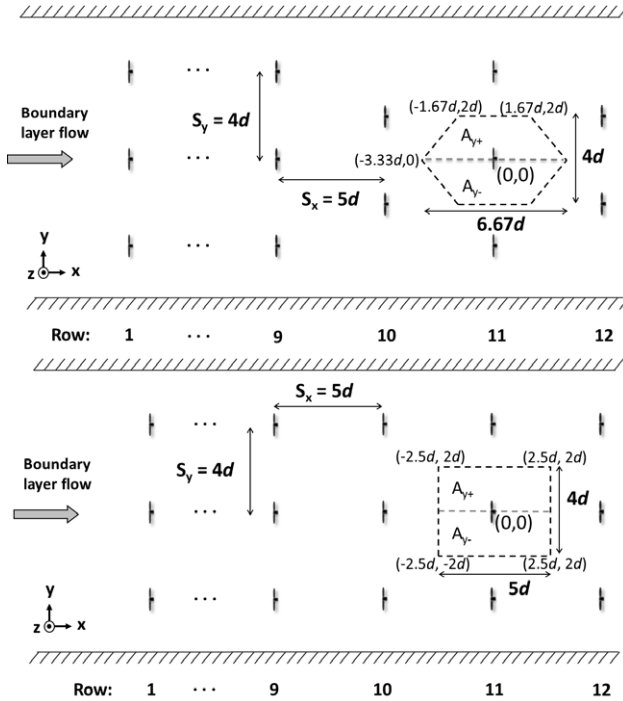 (-1.67d,2d) (1.67d,2d)
Boundary
layer flow
S_y = 4d
A_y+
(-3.33d,0)
(0,0)
4d
A_y-
S_x = 5d
6.67d
y
z x
Row: 1 ... 9 10 11 12
S_x = 5d
Boundary
layer flow
S_y = 4d
(-2.5d, 2d) (2.5d, 2d)
A_y+
4d
(0,0)
A_y-
(-2.5d, -2d) (2.5d, 2d)
5d
y
z x
Row: 1 ... 9 10 11 12